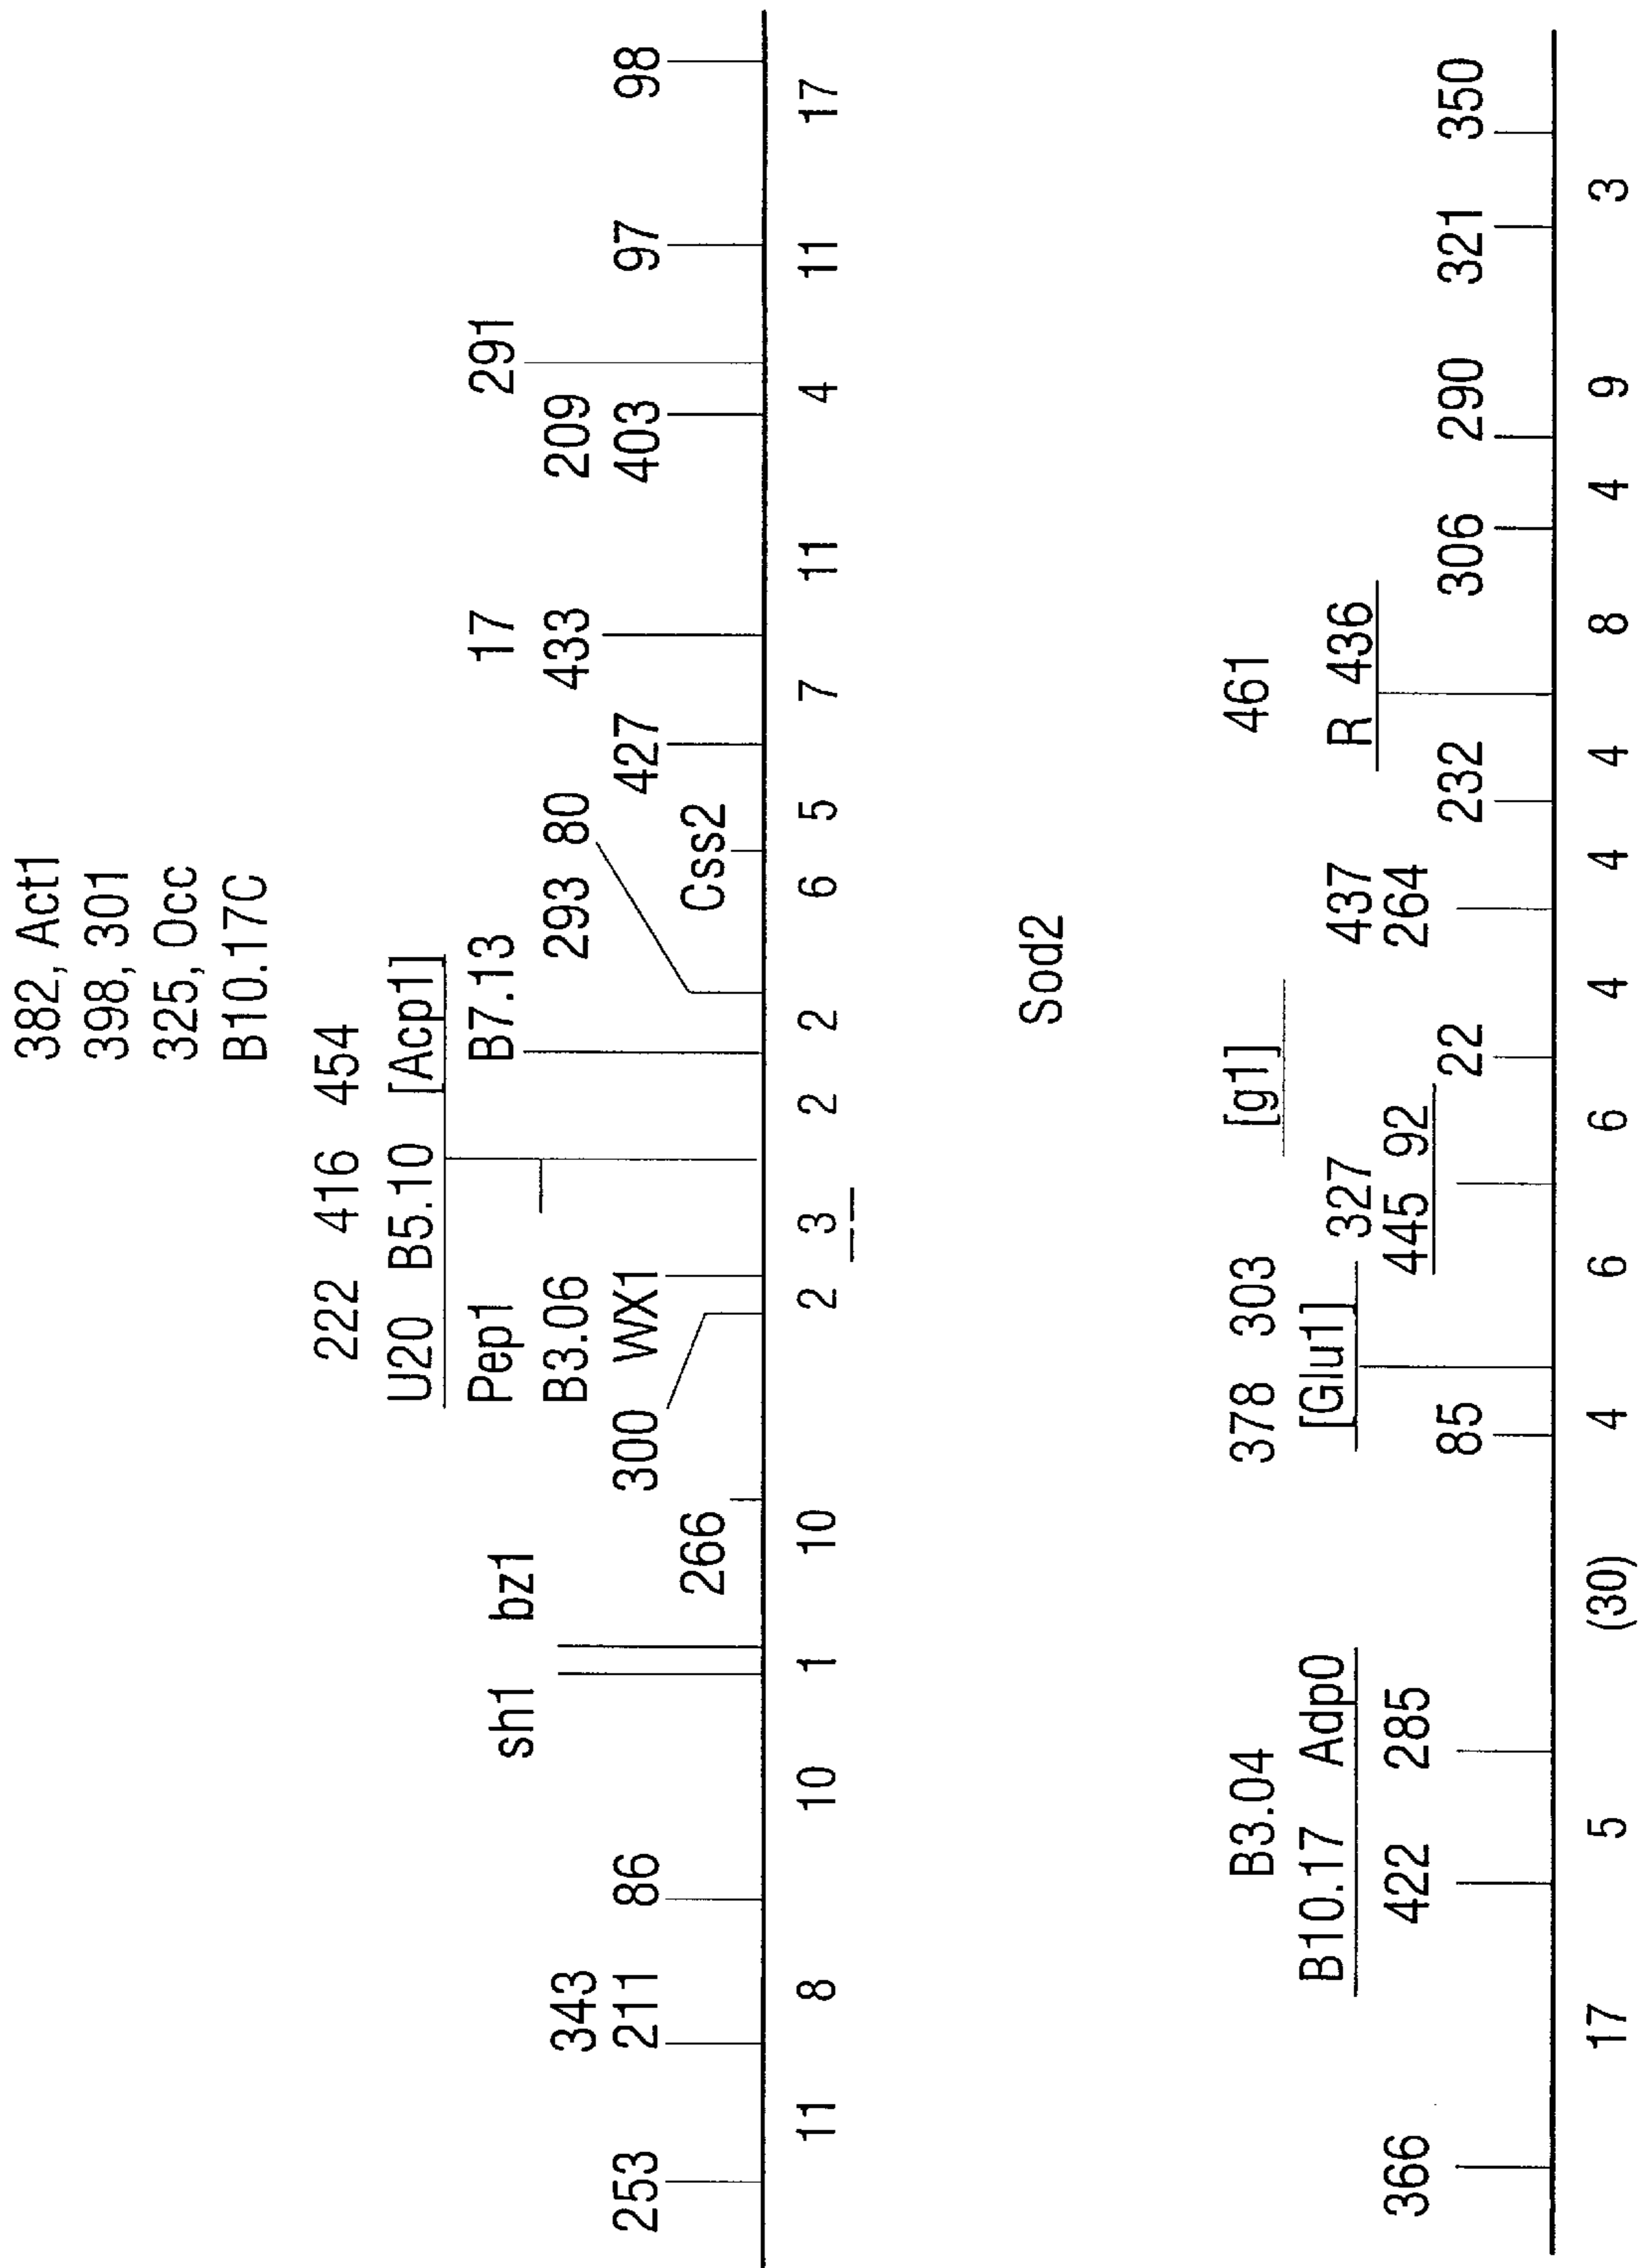 382, Act1
398, 301
325, Occ
B10.17C
222 416 454
U20 B5.10 [Acp1]
Pep1 B7.13 17 291
sh1 bz1
343 B3.06 293 80 433 209
253 211 86 300 WX1 427 403 97 98
266 Css2
11 8 10 1 10 2 3 2 2 6 5 7 11 4 11 17
Sod2
B3.04 378 303 [g1] 461
B10.17 Adp0 [Glu1] 327 437 R 436
366 422 285 445 92 264
85 22 232 306 290 321 350
17 5 (30) 4 6 6 4 4 4 8 4 9 3